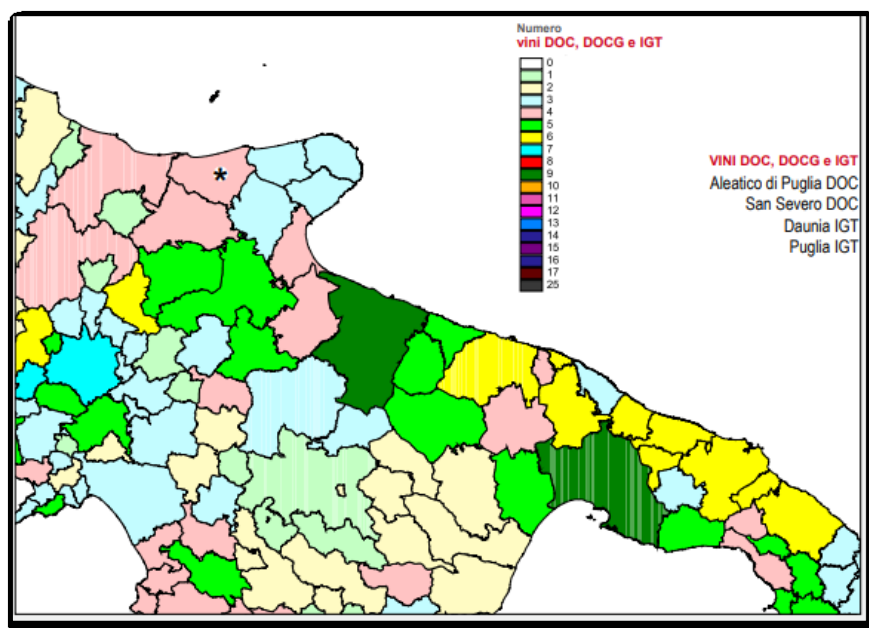 Numero
vini DOC, DOCG e IGT
0
1
2
3
4
5
6
7
8
9
10
11
12
13
14
15
16
17
25
VINI DOC, DOCG e IGT
Aleatico di Puglia DOC
San Severo DOC
Daunia IGT
Puglia IGT
*